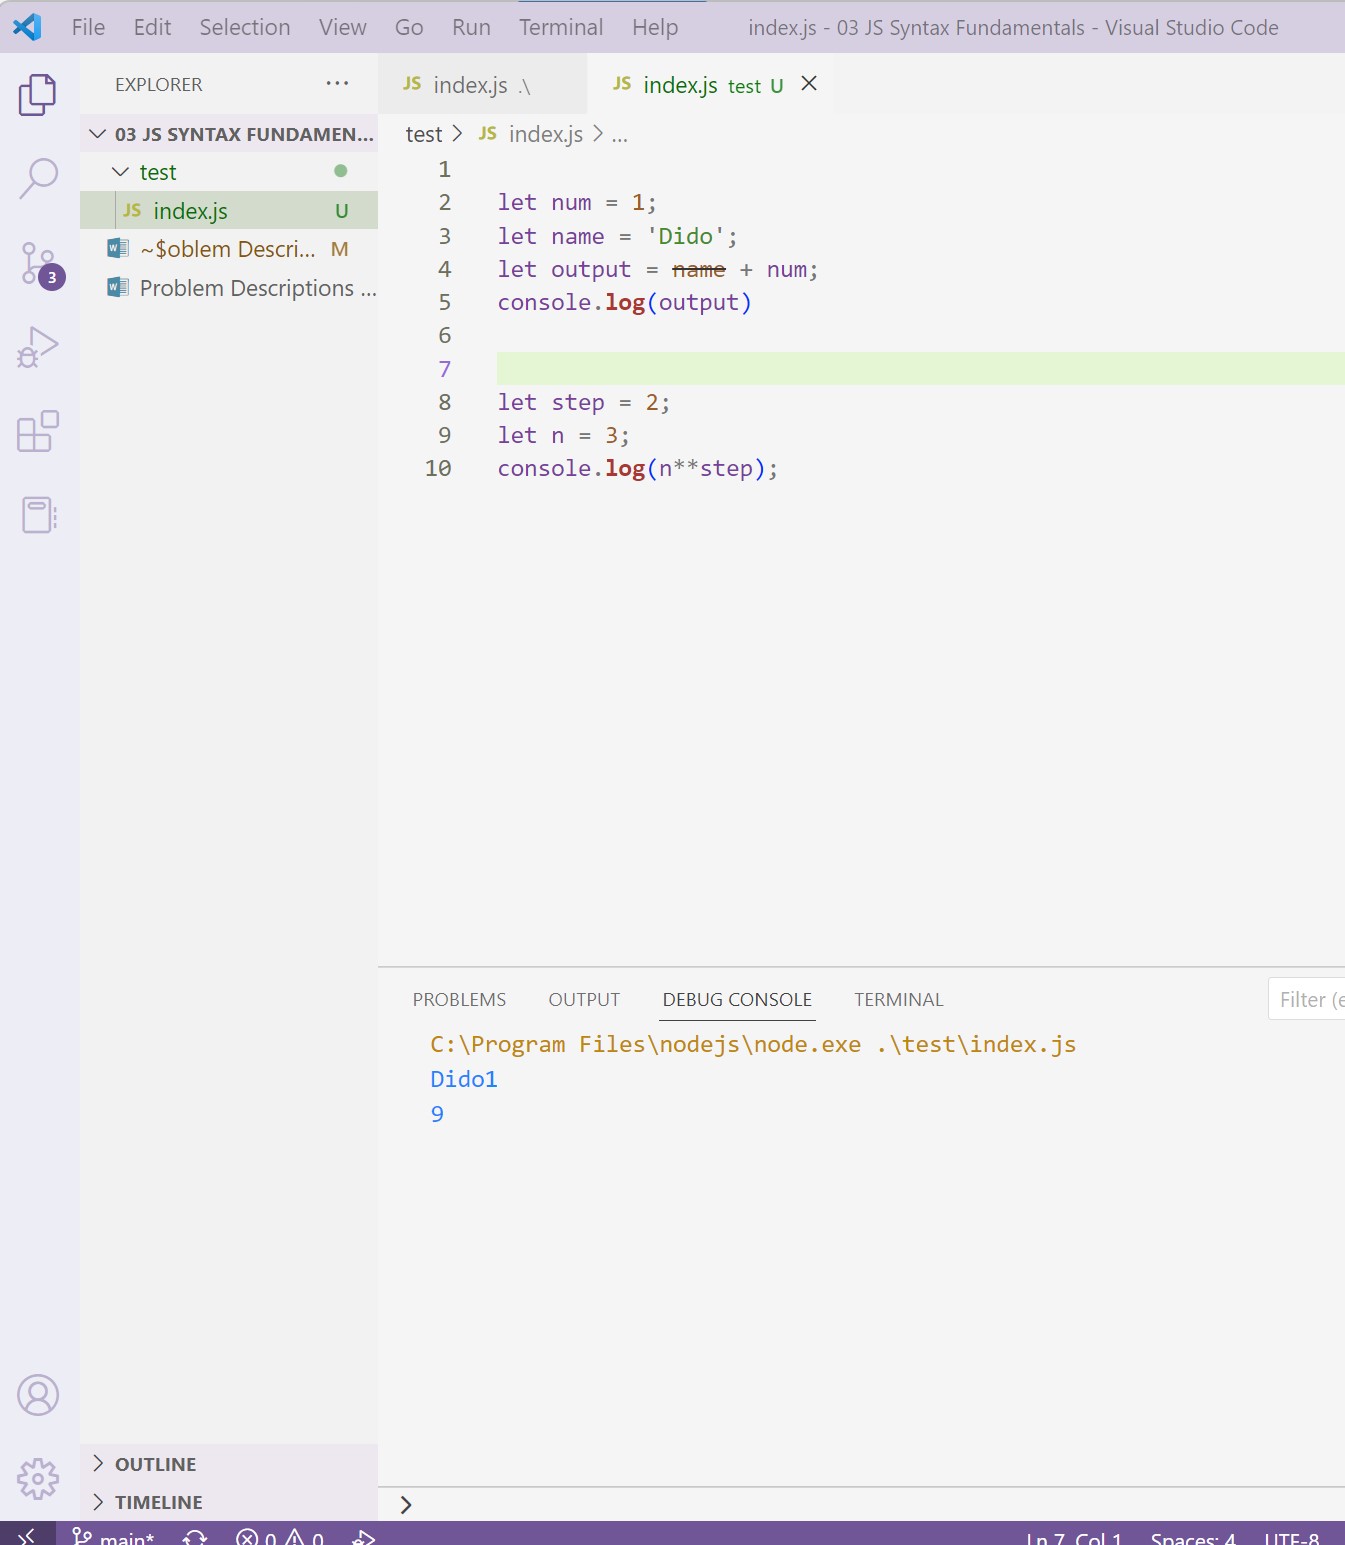 File Edit Selection View Go Run Terminal Help index.js - 03 JS Syntax Fundamentals - Visual Studio Code
EXPLORER ...
03 JS SYNTAX FUNDAMEN...
test
JS index.js U
~$oblem Descri... M
Problem Descriptions ...
3
JS index.js .\
JS index.js test U
test > JS index.js > ...
1
2 let num = 1;
3 let name = 'Dido';
4 let output = name + num;
5 console.log(output)
6
7
8 let step = 2;
9 let n = 3;
10 console.log(n**step);
PROBLEMS OUTPUT DEBUG CONSOLE TERMINAL Filter (e
C:\Program Files\nodejs\node.exe .\test\index.js
Dido1
9
OUTLINE
TIMELINE
>
main* 0 0 Ln 7, Col 1 Spaces: 4 UTF-8